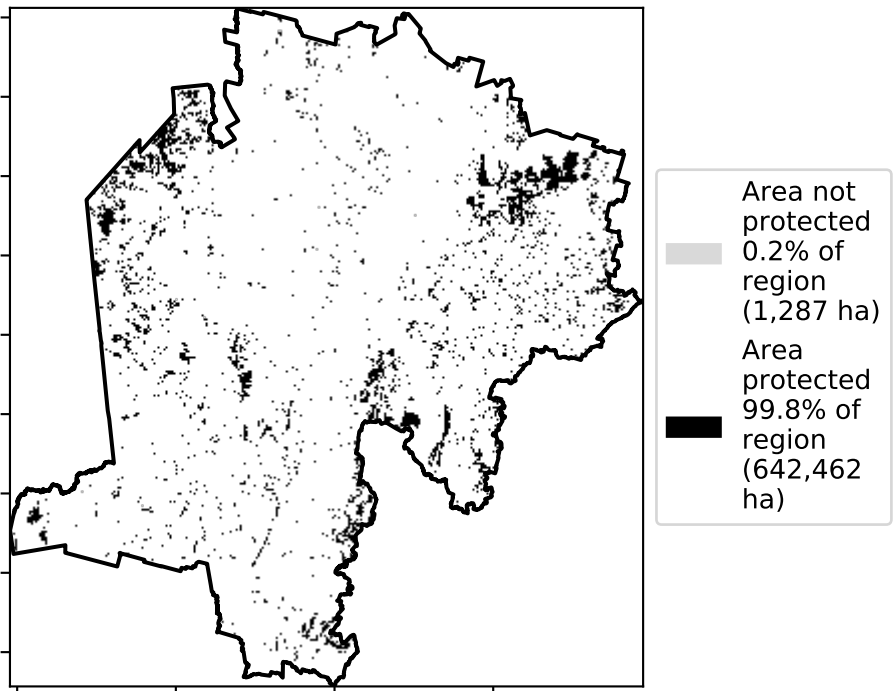 Area not
protected
0.2% of
region
(1,287 ha)
Area
protected
99.8% of
region
(642,462
ha)